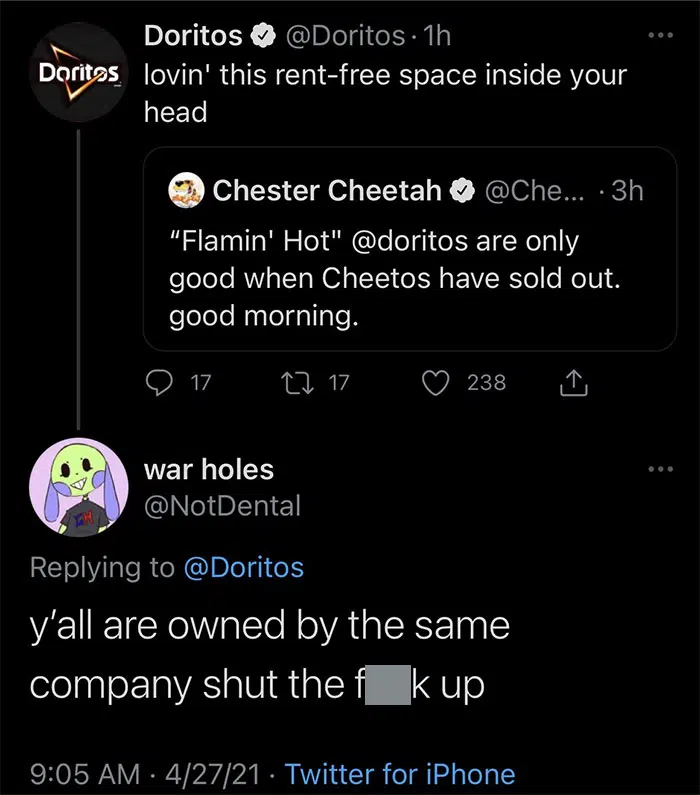 Doritos @Doritos · 1h
Doritos
lovin' this rent-free space inside your
head
Chester Cheetah @Che... · 3h
“Flamin' Hot" @doritos are only
good when Cheetos have sold out.
good morning.
17 17 238
war holes
@NotDental
Replying to @Doritos
y’all are owned by the same
company shut the f k up
9:05 AM · 4/27/21 · Twitter for iPhone